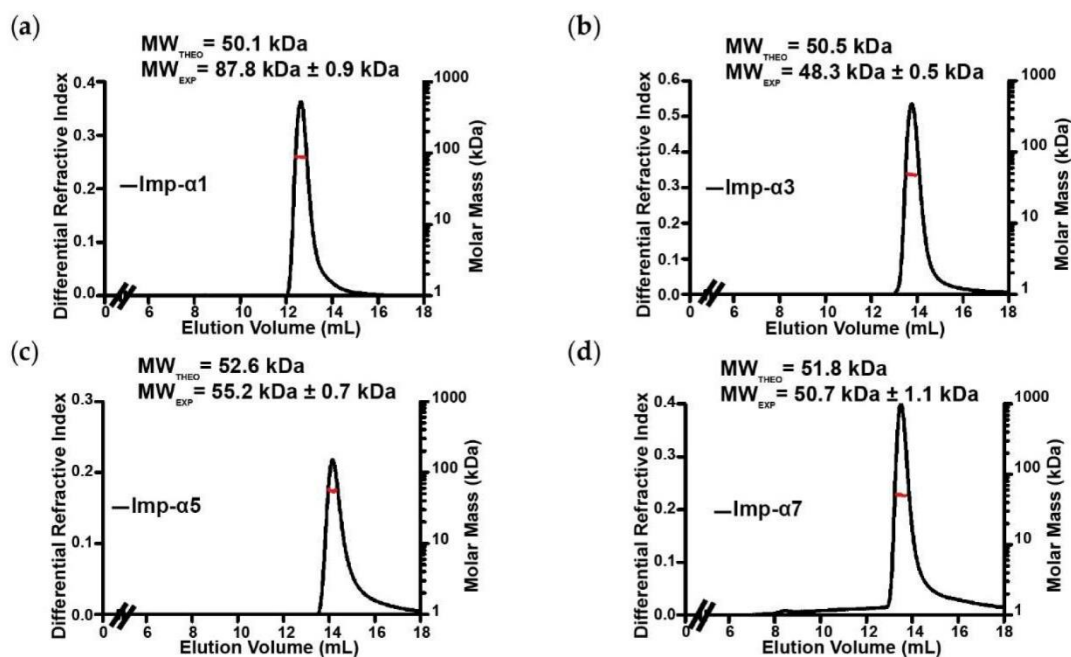 (a)
MW_THEO = 50.1 kDa
MW_EXP = 87.8 kDa ± 0.9 kDa
Differential Refractive Index
0.4
0.3
0.2
0.1
0.0
—Imp-α1
1000
100
10
1
Molar Mass (kDa)
0 6 8 10 12 14 16 18
Elution Volume (mL)
(b)
MW_THEO = 50.5 kDa
MW_EXP = 48.3 kDa ± 0.5 kDa
Differential Refractive Index
0.6
0.5
0.4
0.3
0.2
0.1
0.0
—Imp-α3
1000
100
10
1
Molar Mass (kDa)
0 6 8 10 12 14 16 18
Elution Volume (mL)
(c)
MW_THEO = 52.6 kDa
MW_EXP = 55.2 kDa ± 0.7 kDa
Differential Refractive Index
0.3
0.2
0.1
0.0
—Imp-α5
1000
100
10
1
Molar Mass (kDa)
0 6 8 10 12 14 16 18
Elution Volume (mL)
(d)
MW_THEO = 51.8 kDa
MW_EXP = 50.7 kDa ± 1.1 kDa
Differential Refractive Index
0.4
0.3
0.2
0.1
0.0
—Imp-α7
1000
100
10
1
Molar Mass (kDa)
0 6 8 10 12 14 16 18
Elution Volume (mL)